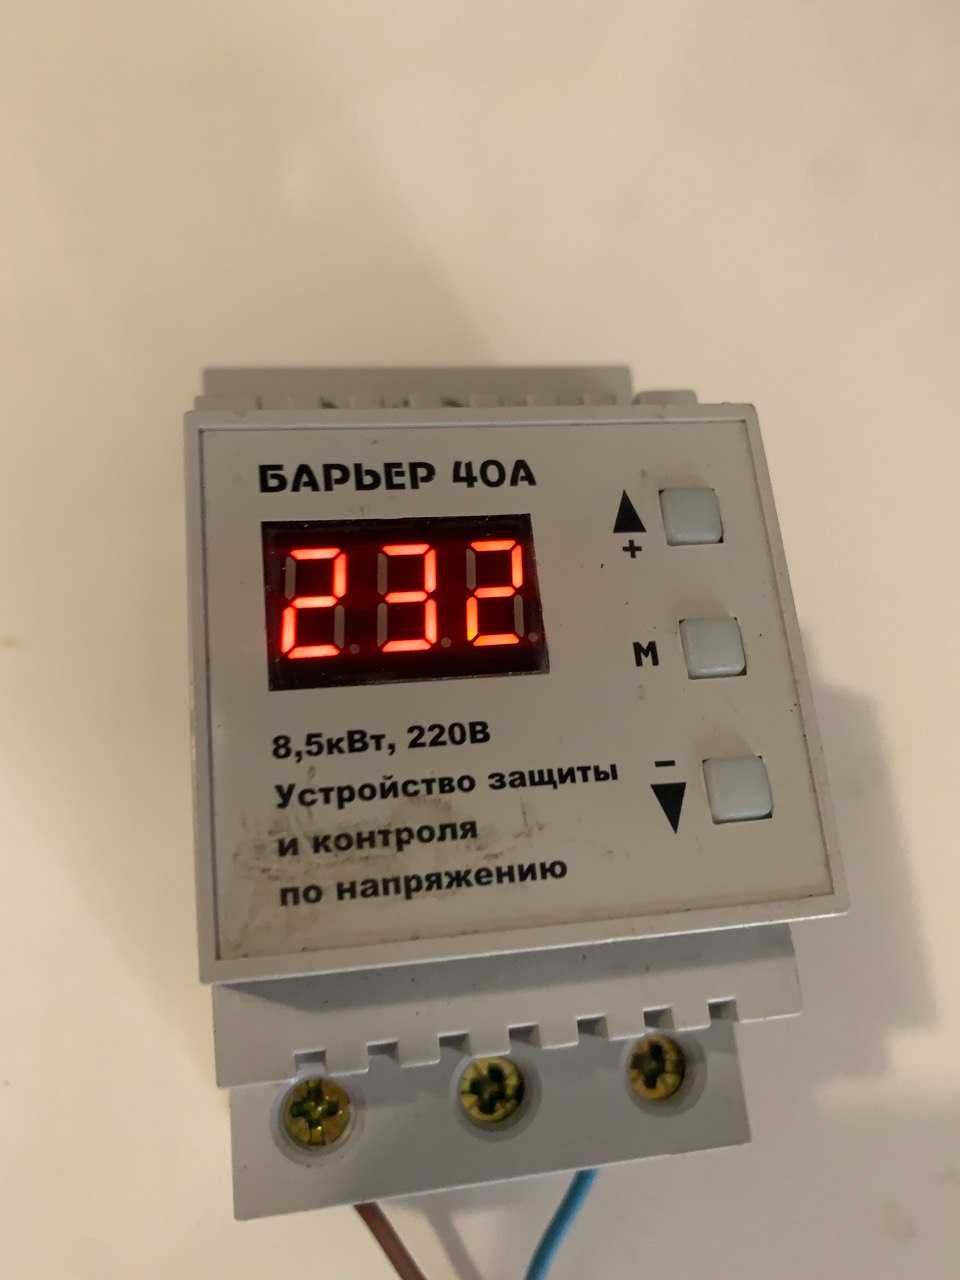 БАРЬЕР 40А
232
+
М
-
8,5кВт, 220В
Устройство защиты
и контроля
по напряжению